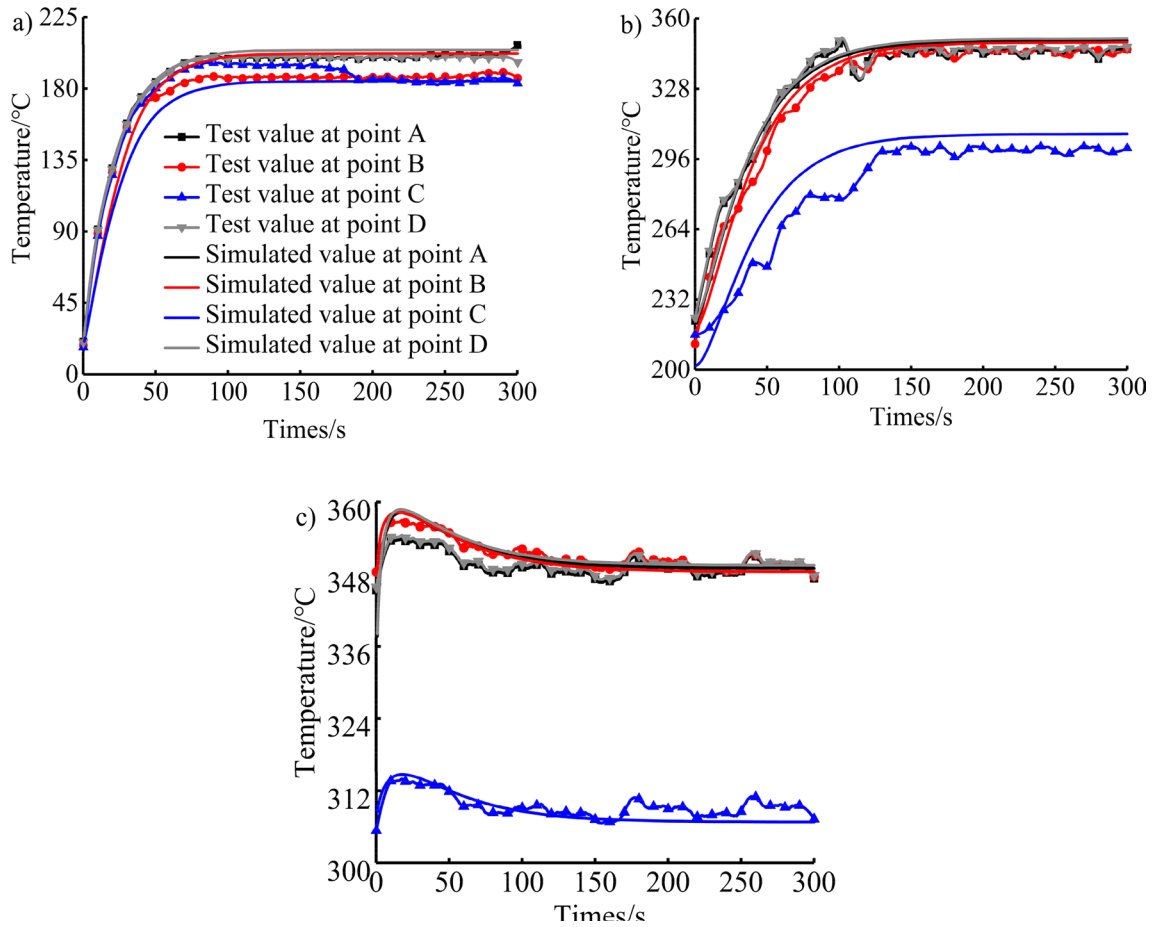 a)
225
180
135
90
45
0
Temperature/°C
Test value at point A
Test value at point B
Test value at point C
Test value at point D
Simulated value at point A
Simulated value at point B
Simulated value at point C
Simulated value at point D
0 50 100 150 200 250 300
Times/s
b)
360
328
296
264
232
200
Temperature/°C
0 50 100 150 200 250 300
Times/s
c)
360
348
336
324
312
300
Temperature/°C
0 50 100 150 200 250 300
Times/s